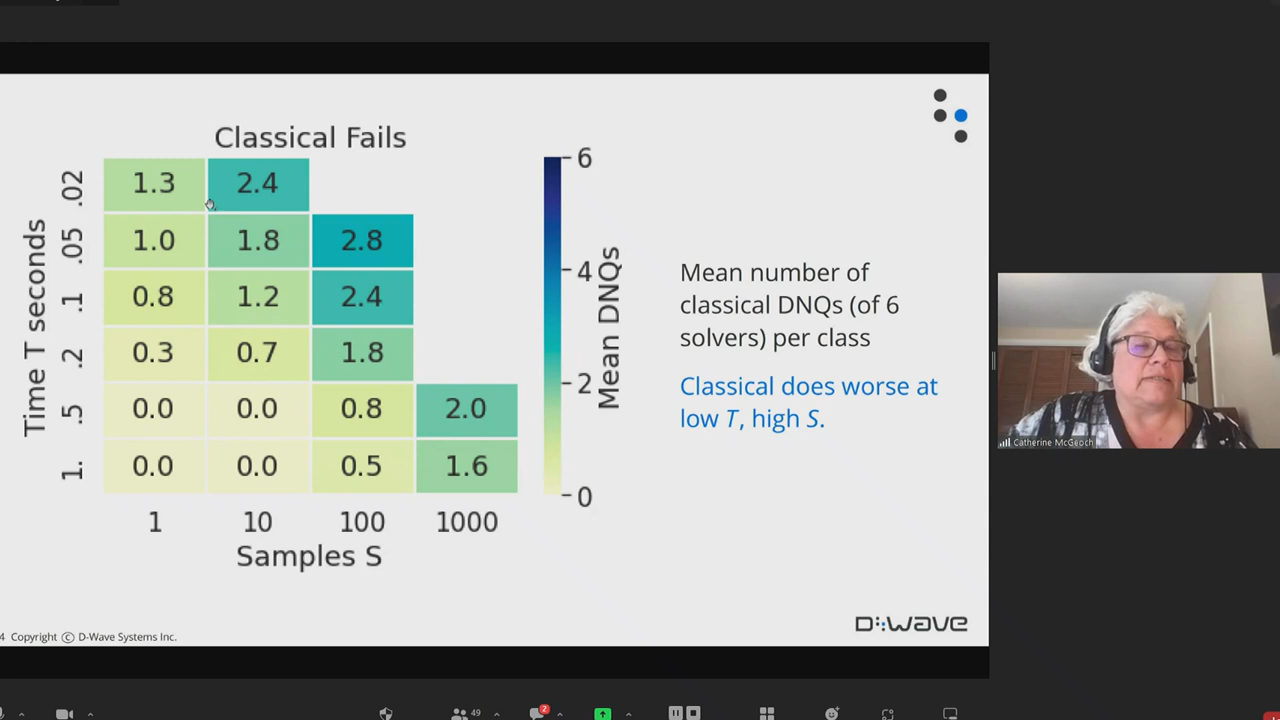 Classical Fails
.02 1.3 2.4
.05 1.0 1.8 2.8
.1 0.8 1.2 2.4
.2 0.3 0.7 1.8
.5 0.0 0.0 0.8 2.0
1. 0.0 0.0 0.5 1.6
1 10 100 1000
Samples S
Time T seconds
6
4
2
0
Mean DNQs
Mean number of
classical DNQs (of 6
solvers) per class
Classical does worse at
low T, high S.
4 Copyright © D-Wave Systems Inc.
D:WAVE
Catherine McGeoch
49
2